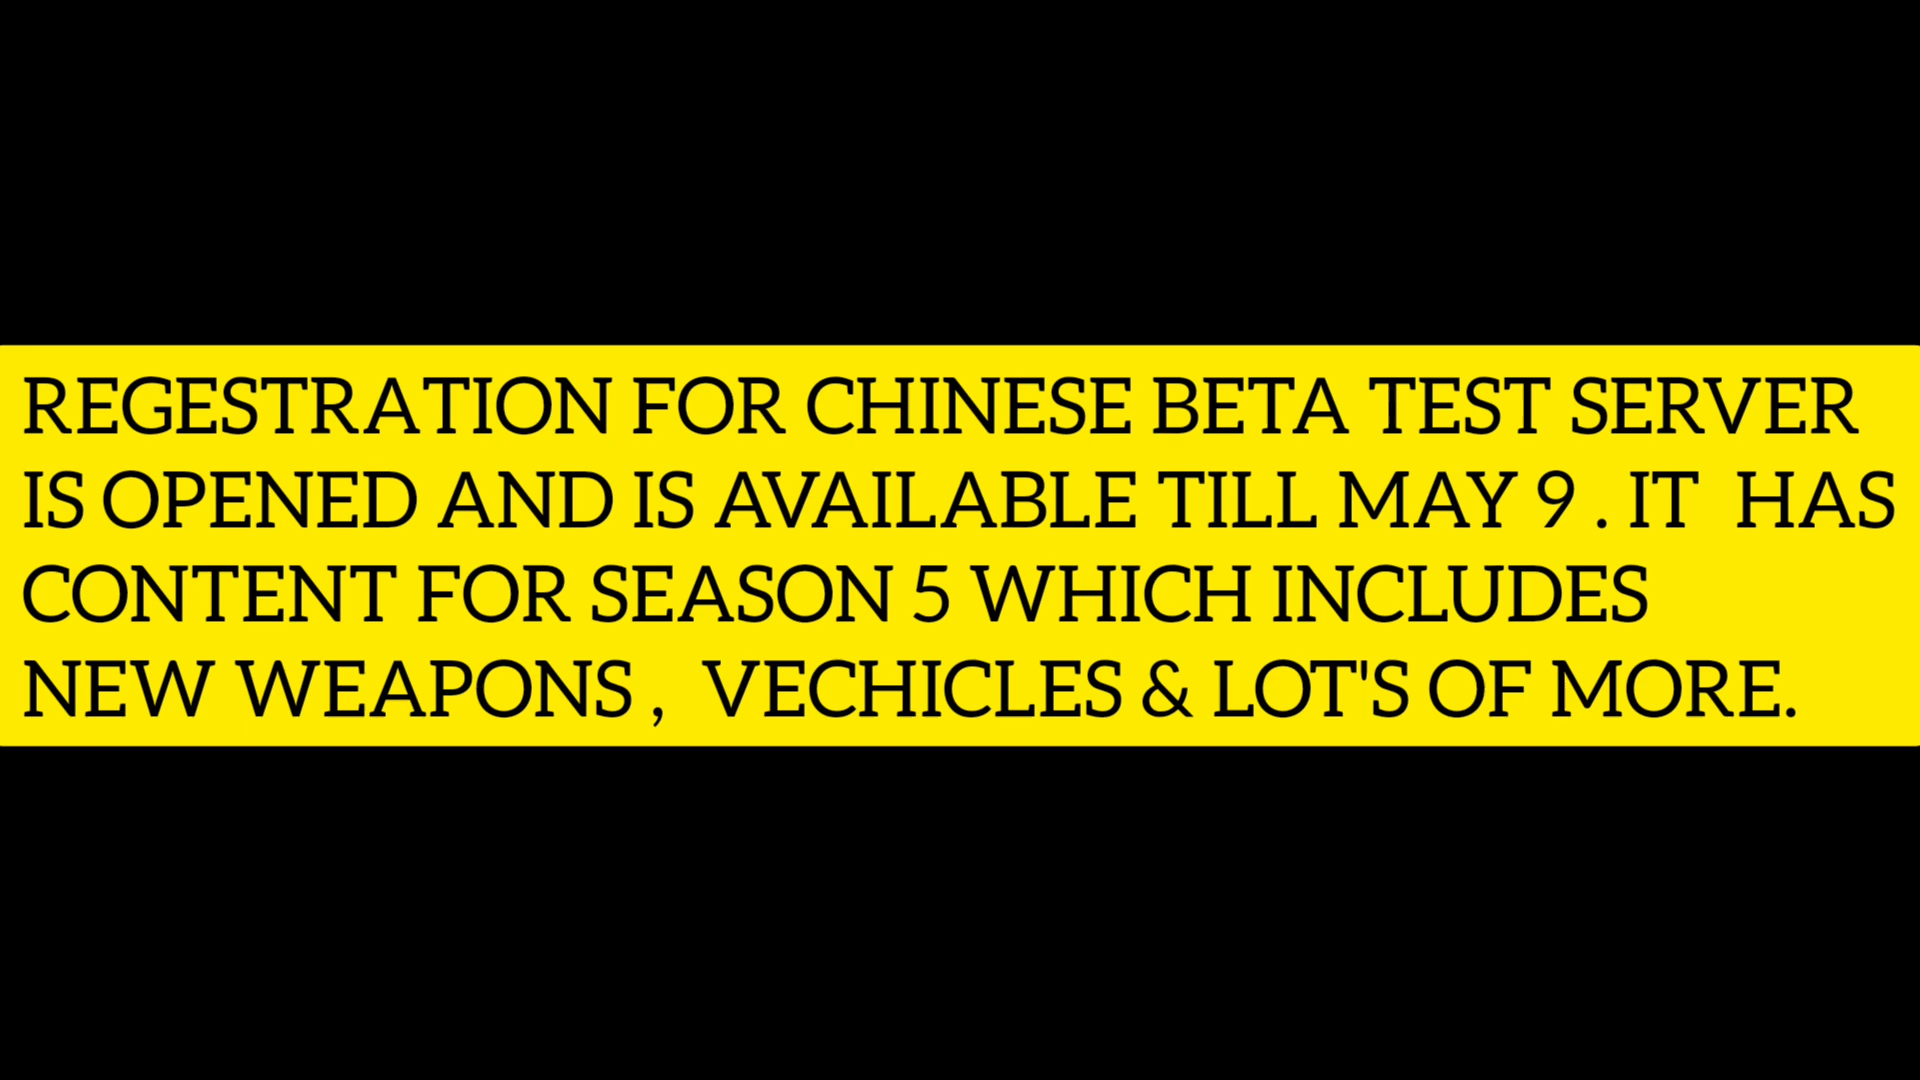 REGESTRATION FOR CHINESE BETA TEST SERVER
IS OPENED AND IS AVAILABLE TILL MAY 9 . IT  HAS
CONTENT FOR SEASON 5 WHICH INCLUDES
NEW WEAPONS ,  VECHICLES & LOT'S OF MORE.